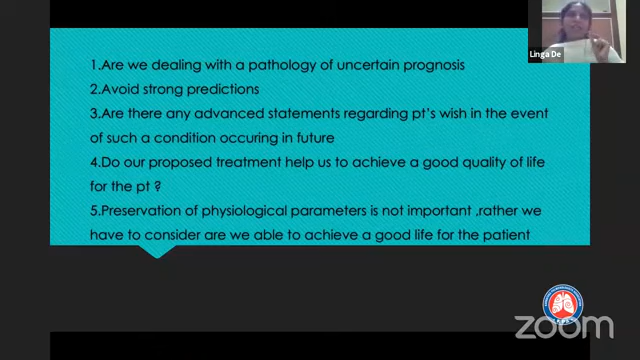 Linga De
1.Are we dealing with a pathology of uncertain prognosis
2.Avoid strong predictions
3.Are there any advanced statements regarding pt's wish in the event
of such a condition occuring in future
4.Do our proposed treatment help us to achieve a good quality of life
for the pt ?
5.Preservation of physiological parameters is not important ,rather we
have to consider are we able to achieve a good life for the patient
zoom